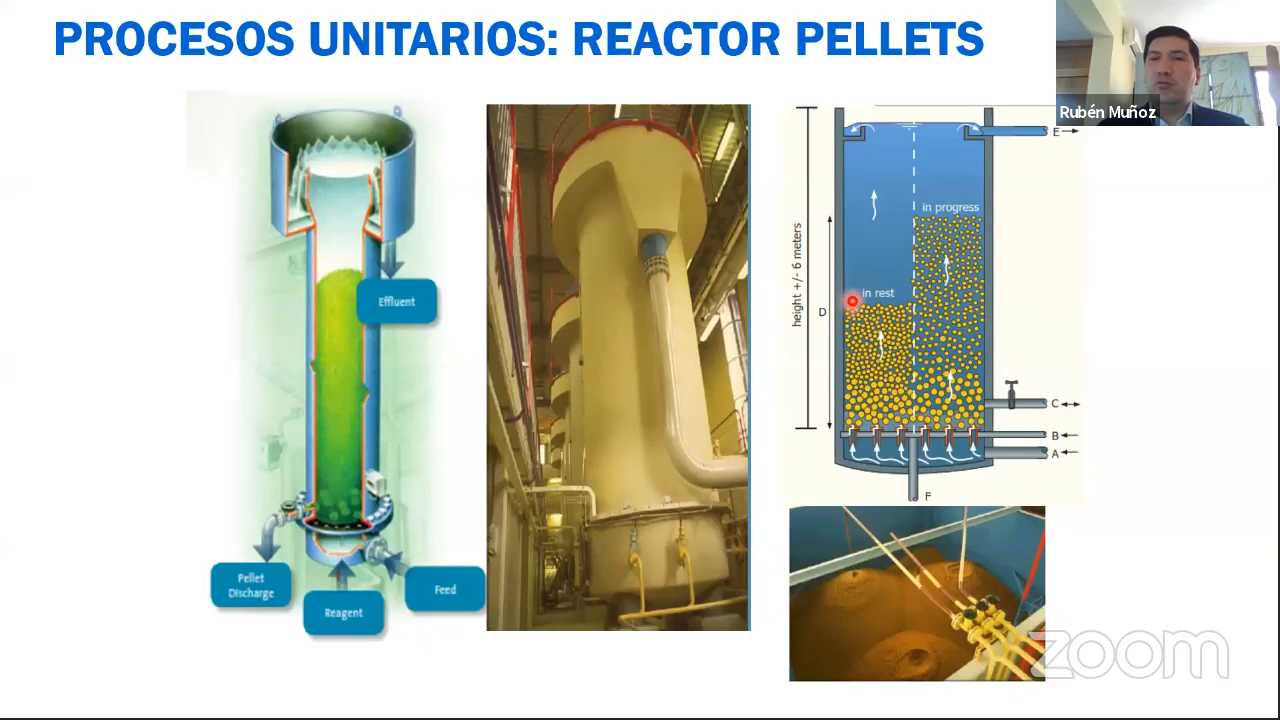 PROCESOS UNITARIOS: REACTOR PELLETS
Rubén Muñoz
Effluent
Pellet
Discharge
Reagent
Feed
height +/- 6 meters
D
in progress
in rest
E
C
B
A
F
zoom